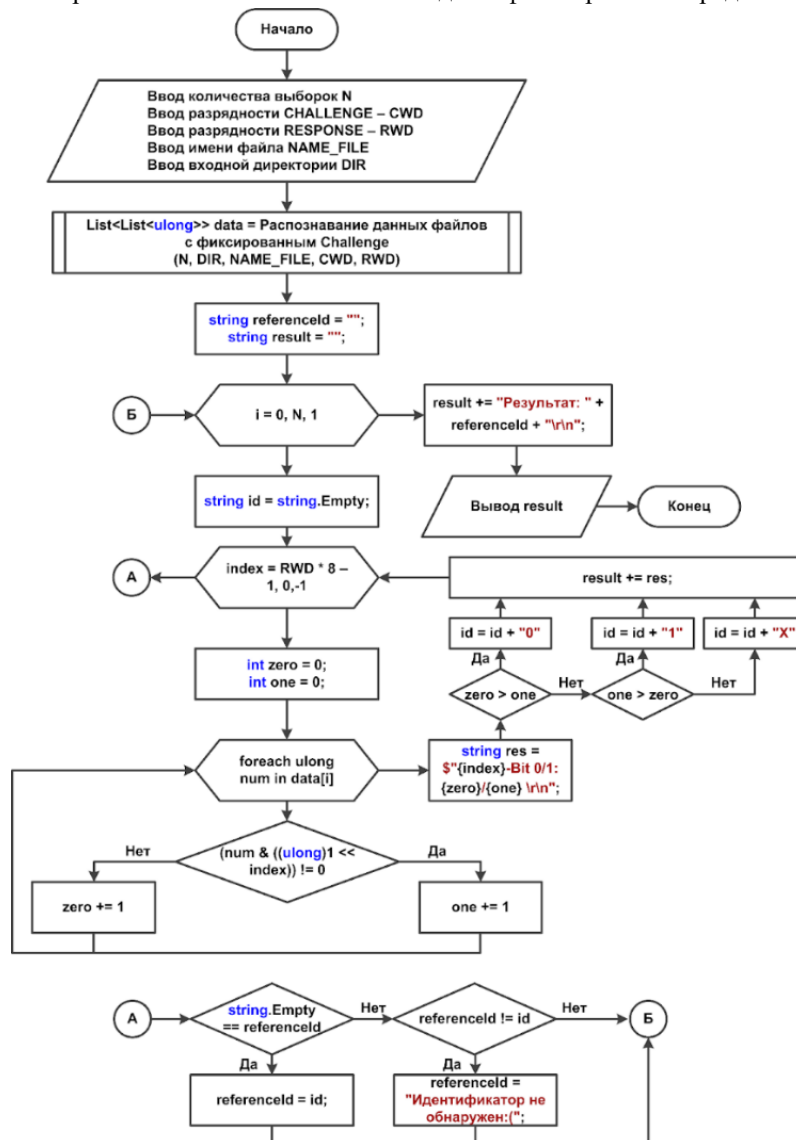 Начало
Ввод количества выборок N
Ввод разрядности CHALLENGE – CWD
Ввод разрядности RESPONSE – RWD
Ввод имени файла NAME_FILE
Ввод входной директории DIR
List<List<ulong>> data = Распознавание данных файлов
с фиксированным Challenge
(N, DIR, NAME_FILE, CWD, RWD)
string referenceId = "";
string result = "";
Б
i = 0, N, 1
result += "Результат: " +
referenceId + "\r\n";
string id = string.Empty;
Вывод result
Конец
А
index = RWD * 8 –
1, 0,-1
result += res;
id = id + "0"
id = id + "1"
id = id + "X"
Да
Да
int zero = 0;
int one = 0;
zero > one
Нет
one > zero
Нет
foreach ulong
num in data[i]
string res =
$"{index}-Bit 0/1:
{zero}/{one} \r\n";
Нет
(num & ((ulong)1 <<
index)) != 0
Да
zero += 1
one += 1
А
string.Empty
== referenceId
Нет
referenceId != id
Нет
Б
Да
Да
referenceId = id;
referenceId =
"Идентификатор не
обнаружен:(";